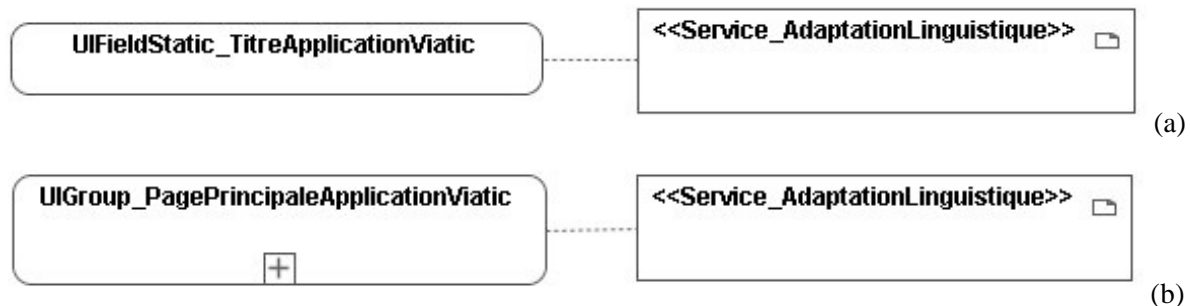 UIFieldStatic_TitreApplicationViatic
<<Service_AdaptationLinguistique>>
(a)
UIGroup_PagePrincipaleApplicationViatic
<<Service_AdaptationLinguistique>>
(b)